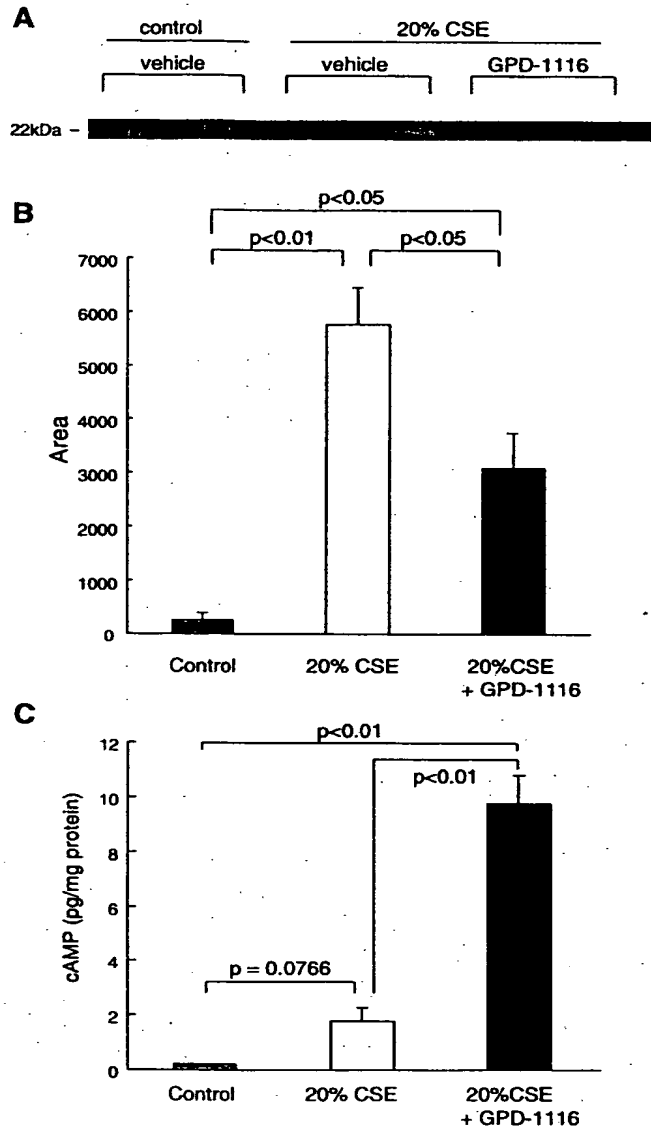 A
control 20% CSE
vehicle vehicle GPD-1116
22kDa –
B
p<0.05
p<0.01 p<0.05
7000
6000
5000
4000
3000
2000
1000
0
Area
Control 20% CSE 20%CSE
+ GPD-1116
C
p<0.01
p<0.01
p = 0.0766
12
10
8
6
4
2
0
cAMP (pg/mg protein)
Control 20% CSE 20%CSE
+ GPD-1116